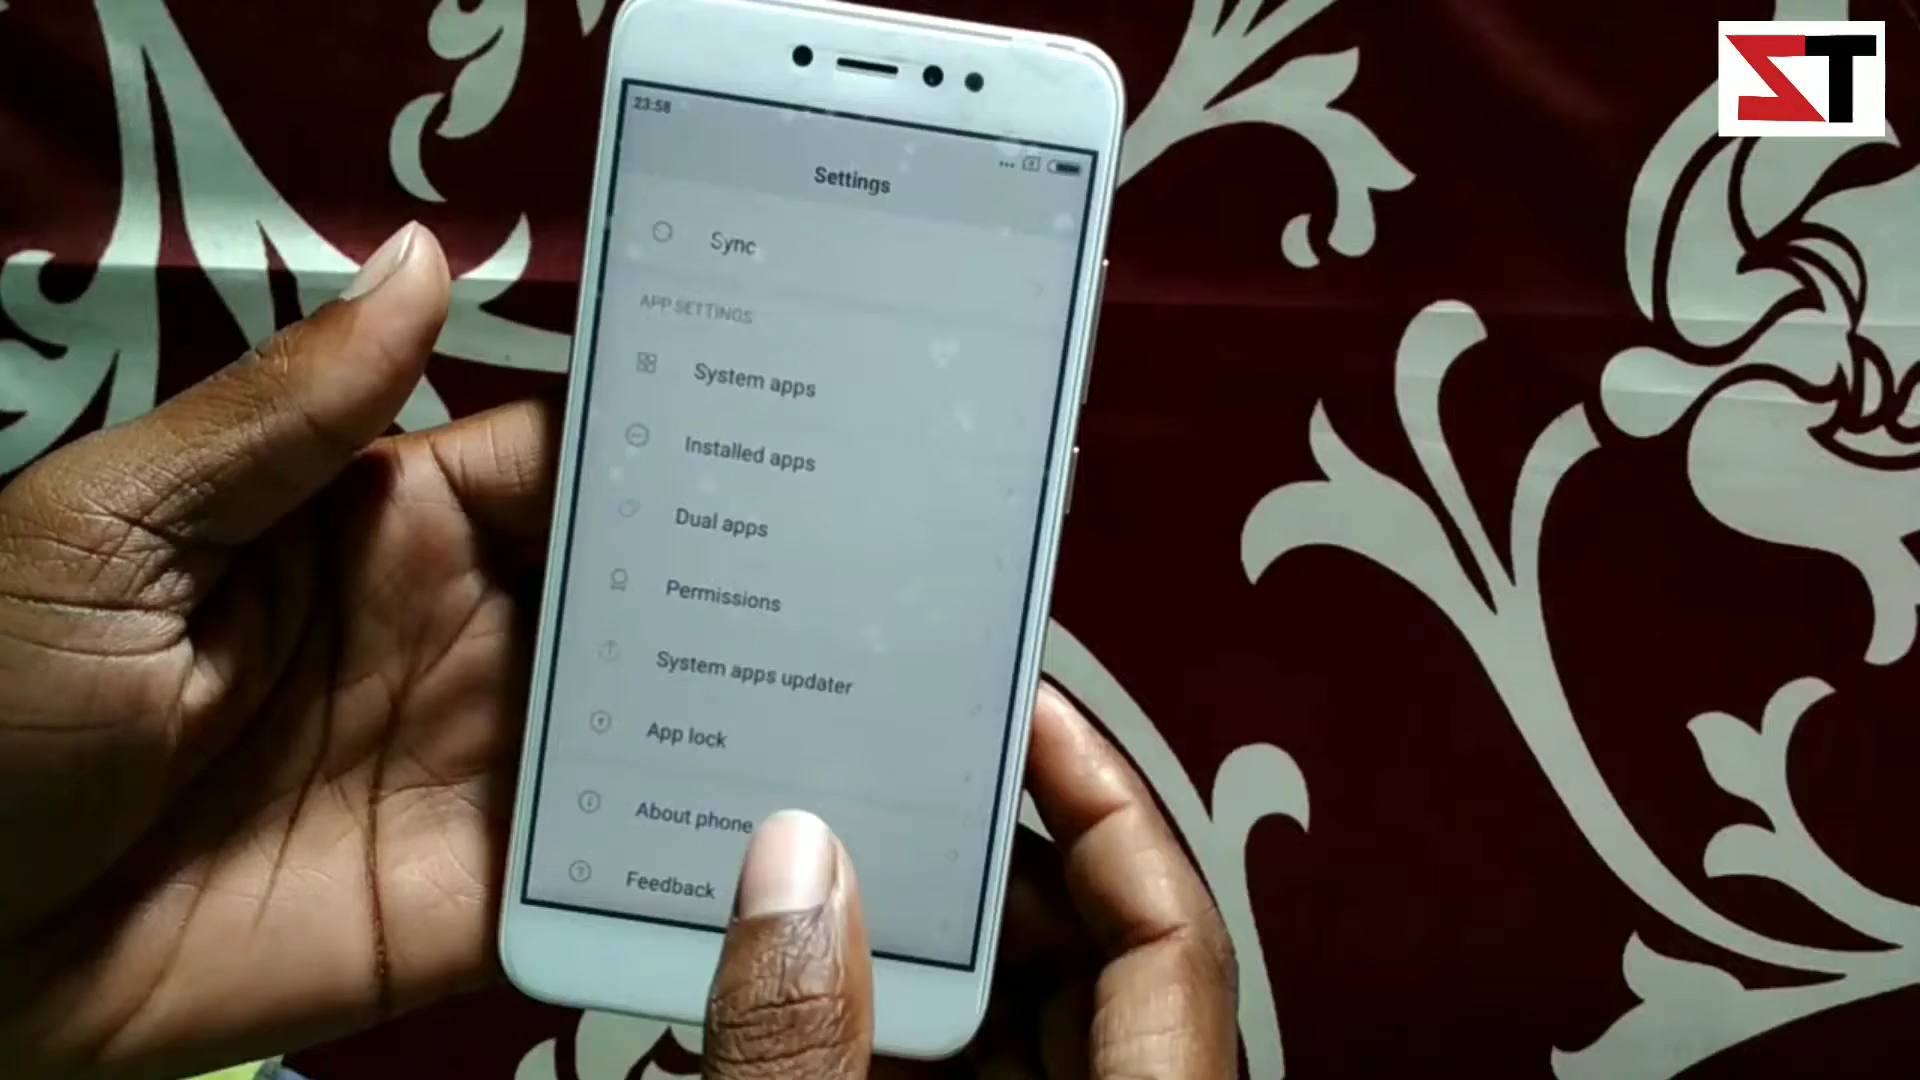 ST
23:58
Settings
Sync
APP SETTINGS
System apps
Installed apps
Dual apps
Permissions
System apps updater
App lock
About phone
Feedback